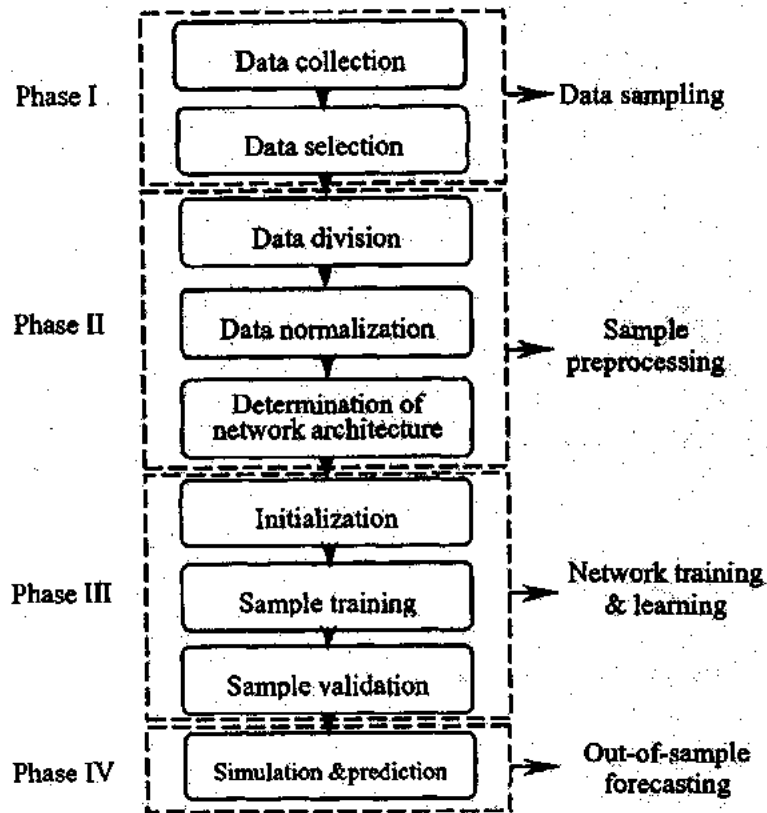 Data collection
Phase I
Data sampling
Data selection
Data division
Phase II
Data normalization
Sample
preprocessing
Determination of
network architecture
Initialization
Phase III
Sample training
Network training
& learning
Sample validation
Phase IV
Simulation &prediction
Out-of-sample
forecasting